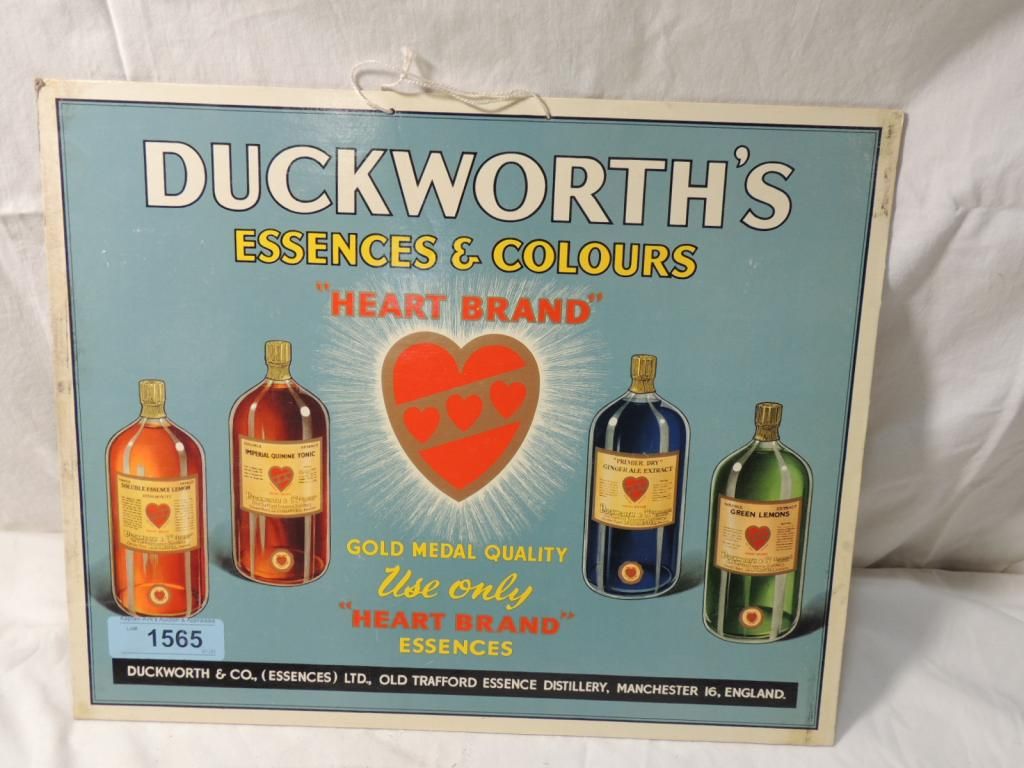 DUCKWORTH'S
ESSENCES & COLOURS
"HEART BRAND"
SOLUBLE ESSENCE LEMON
IMPERIAL QUININE TONIC
"PREMIER DRY"
GINGER ALE EXTRACT
GREEN LEMONS
GOLD MEDAL QUALITY
Use only
"HEART BRAND"
ESSENCES
1565
DUCKWORTH & CO., (ESSENCES) LTD., OLD TRAFFORD ESSENCE DISTILLERY, MANCHESTER 16, ENGLAND.